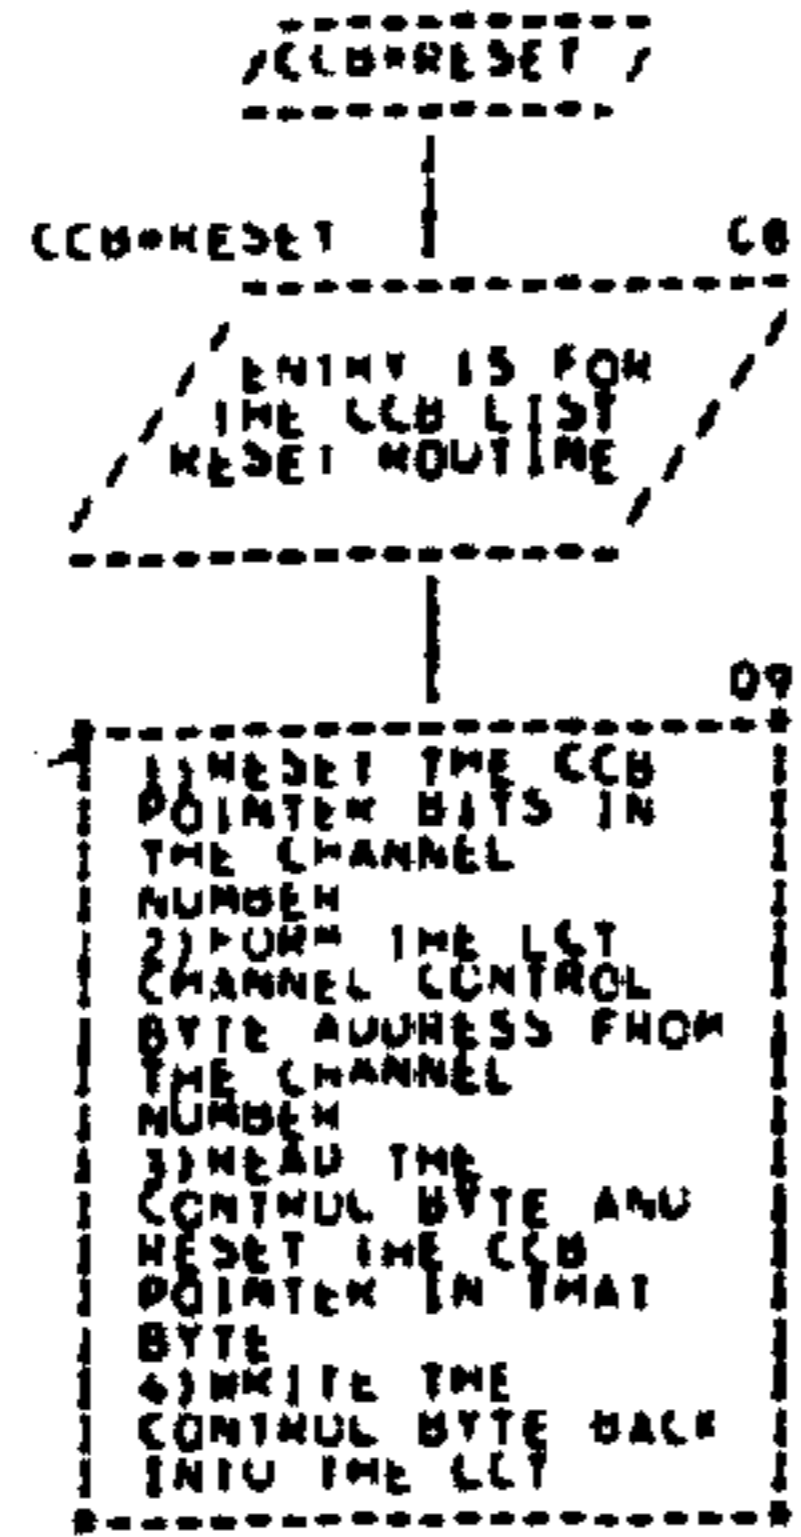 /CCB*RESET /
CCB*RESET C8
ENTRY IS FOR
THE CCB LIST
RESET ROUTINE
09
1)RESET THE CCB
POINTER BITS IN
THE CHANNEL
NUMBER
2)FORM THE LCT
CHANNEL CONTROL
BYTE ADDRESS FROM
THE CHANNEL
NUMBER
3)READ THE
CONTROL BYTE AND
RESET THE CCB
POINTER IN THAT
BYTE
4)WRITE THE
CONTROL BYTE BACK
INTO THE LCT